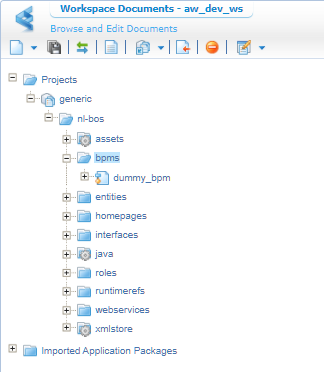 Workspace Documents - aw_dev_ws
Browse and Edit Documents
Projects
generic
nl-bos
assets
bpms
dummy_bpm
entities
homepages
interfaces
java
roles
runtimerefs
webservices
xmlstore
Imported Application Packages